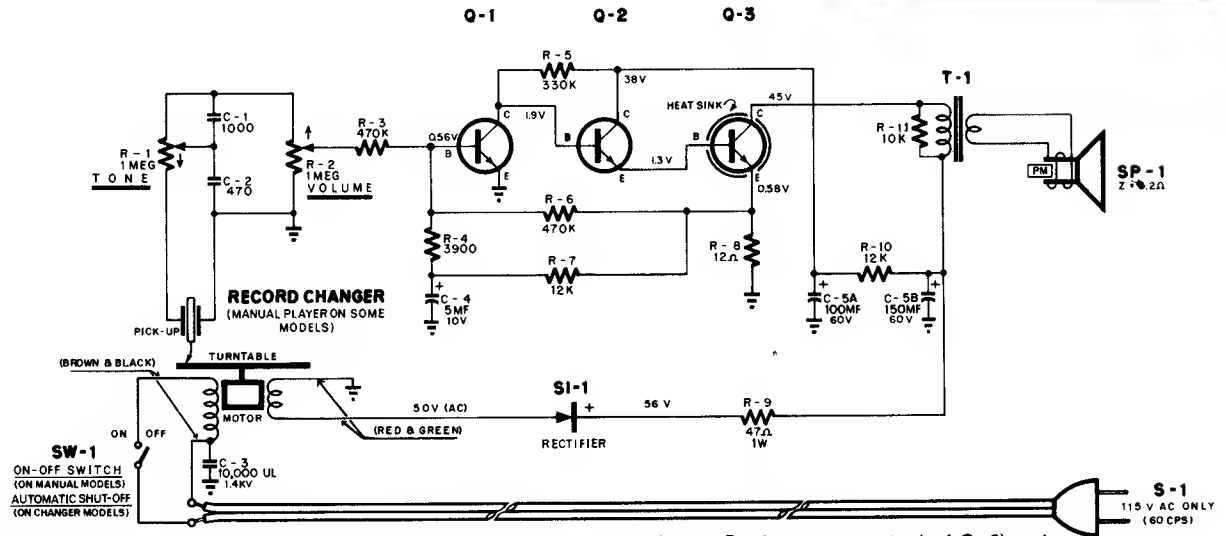 Q-1
Q-2
Q-3
R-5
330K
38V
T-1
45V
HEAT SINK
C
C
C
C-1
1000
R-3
470K
0.56V
1.9V
B
B
B
1.3V
E
E
E
0.58V
R-11
10K
R-1
1MEG
TONE
C-2
470
R-2
1MEG
VOLUME
PM
SP-1
R-6
470K
R-4
3900
R-7
12K
R-8
12Ω
R-10
12K
C-4
5MF
10V
C-5A
100MF
60V
C-5B
150MF
60V
RECORD CHANGER
(MANUAL PLAYER ON SOME
MODELS)
PICK-UP
(BROWN & BLACK)
TURNTABLE
MOTOR
50V (AC)
(RED & GREEN)
SI-1
+
RECTIFIER
56 V
R-9
47Ω
1W
ON OFF
SW-1
ON-OFF SWITCH
(ON MANUAL MODELS)
AUTOMATIC SHUT-OFF
(ON CHANGER MODELS)
C-3
10,000 UL
1.4KV
S-1
115 V AC ONLY
(60 CPS)